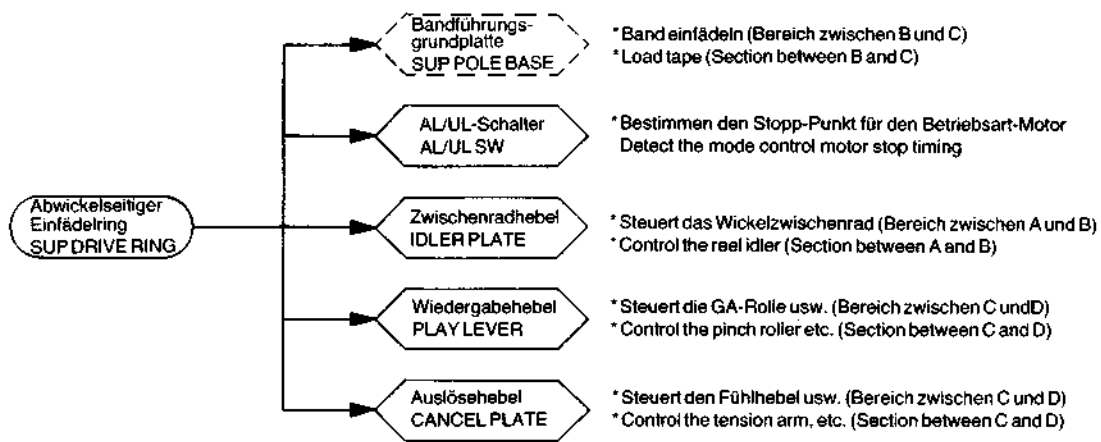 Bandführungs-
grundplatte
SUP POLE BASE
* Band einfädeln (Bereich zwischen B und C)
* Load tape (Section between B and C)
AL/UL-Schalter
AL/UL SW
* Bestimmen den Stopp-Punkt für den Betriebsart-Motor
Detect the mode control motor stop timing
Abwickelseitiger
Einfädelring
SUP DRIVE RING
Zwischenradhebel
IDLER PLATE
* Steuert das Wickelzwischenrad (Bereich zwischen A und B)
* Control the reel idler (Section between A and B)
Wiedergabehebel
PLAY LEVER
* Steuert die GA-Rolle usw. (Bereich zwischen C undD)
* Control the pinch roller etc. (Section between C and D)
Auslösehebel
CANCEL PLATE
* Steuert den Fühlhebel usw. (Bereich zwischen C und D)
* Control the tension arm, etc. (Section between C and D)